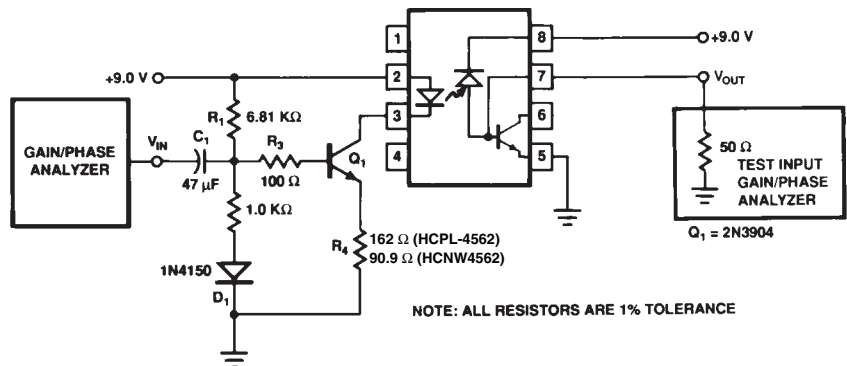 GAIN/PHASE
ANALYZER
V_IN
C₁
47 µF
+9.0 V
R₁
6.81 KΩ
R₃
100 Ω
1.0 KΩ
1N4150
D₁
Q₁
R₄
162 Ω (HCPL-4562)
90.9 Ω (HCNW4562)
1
2
3
4
8
7
6
5
+9.0 V
V_OUT
50 Ω
TEST INPUT
GAIN/PHASE
ANALYZER
Q₁ = 2N3904
NOTE: ALL RESISTORS ARE 1% TOLERANCE